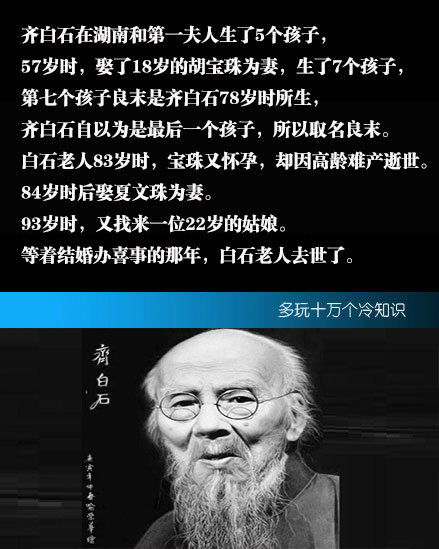 齐白石在湖南和第一夫人生了5个孩子，
57岁时，娶了18岁的胡宝珠为妻，生了7个孩子，
第七个孩子良末是齐白石78岁时所生，
齐白石自以为是最后一个孩子，所以取名良末。
白石老人83岁时，宝珠又怀孕，却因高龄难产逝世。
84岁时后娶夏文珠为妻。
93岁时，又找来一位22岁的姑娘。
等着结婚办喜事的那年，白石老人去世了。
多玩十万个冷知识
齊白石